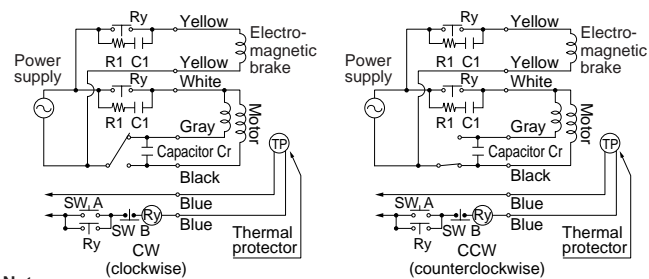 Ry
Yellow
Electro-
magnetic
brake
R1 C1
Power
supply
Yellow
Ry
White
R1 C1
Gray
Motor
TP
Capacitor Cr
Black
SW A
Blue
Ry
Blue
SW B
Ry
Thermal
protector
CW
(clockwise)
Ry
Yellow
Electro-
magnetic
brake
R1 C1
Power
supply
Yellow
Ry
White
R1 C1
Gray
Motor
TP
Capacitor Cr
Black
SW A
Blue
Ry
Blue
SW B
Ry
Thermal
protector
CCW
(counterclockwise)